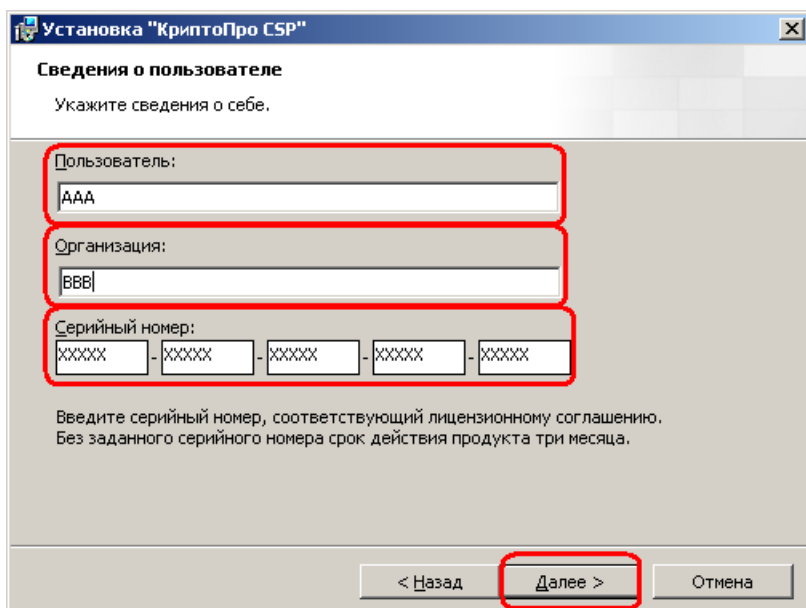 Установка "КриптоПро CSP"
Сведения о пользователе
Укажите сведения о себе.
Пользователь:
AAA
Организация:
BBB
Серийный номер:
XXXXX - XXXXX - XXXXX - XXXXX - XXXXX
Введите серийный номер, соответствующий лицензионному соглашению.
Без заданного серийного номера срок действия продукта три месяца.
< Назад Далее > Отмена